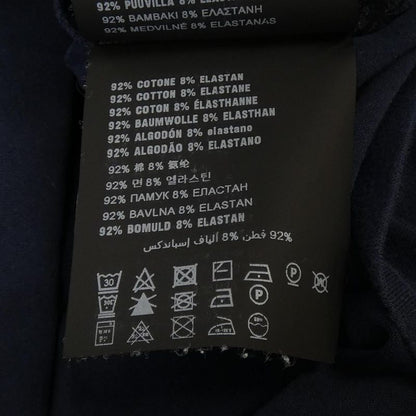 92% PUUVILLA 8% ELASTAANI
92% ΒΑΜΒΑΚΙ 8% ΕΛΑΣΤΑΝΗ
92% MEDVILNĖ 8% ELASTANAS
92% COTONE 8% ELASTAN
92% COTTON 8% ELASTANE
92% COTON 8% ÉLASTHANNE
92% BAUMWOLLE 8% ELASTHAN
92% ALGODÓN 8% elastano
92% ALGODÃO 8% ELASTANO
92% 棉 8% 氨纶
92% 면 8% 엘라스틴
92% ПАМУК 8% ЕЛАСТАН
92% BAVLNA 8% ELASTAN
92% BOMULD 8% ELASTAN
92% قطن 8% ألياف إسباندكس
30 P
P